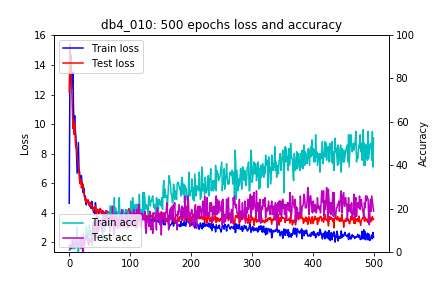 db4_010: 500 epochs loss and accuracy
Train loss
Test loss
Train acc
Test acc
Loss
Accuracy
16
14
12
10
8
6
4
2
100
80
60
40
20
0
0
100
200
300
400
500